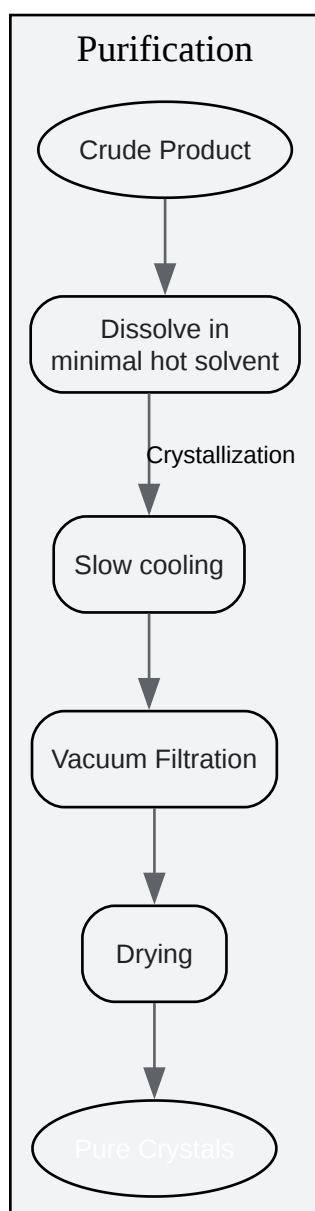 Purification
Crude Product
Dissolve in
minimal hot solvent
Crystallization
Slow cooling
Vacuum Filtration
Drying
Pure Crystals